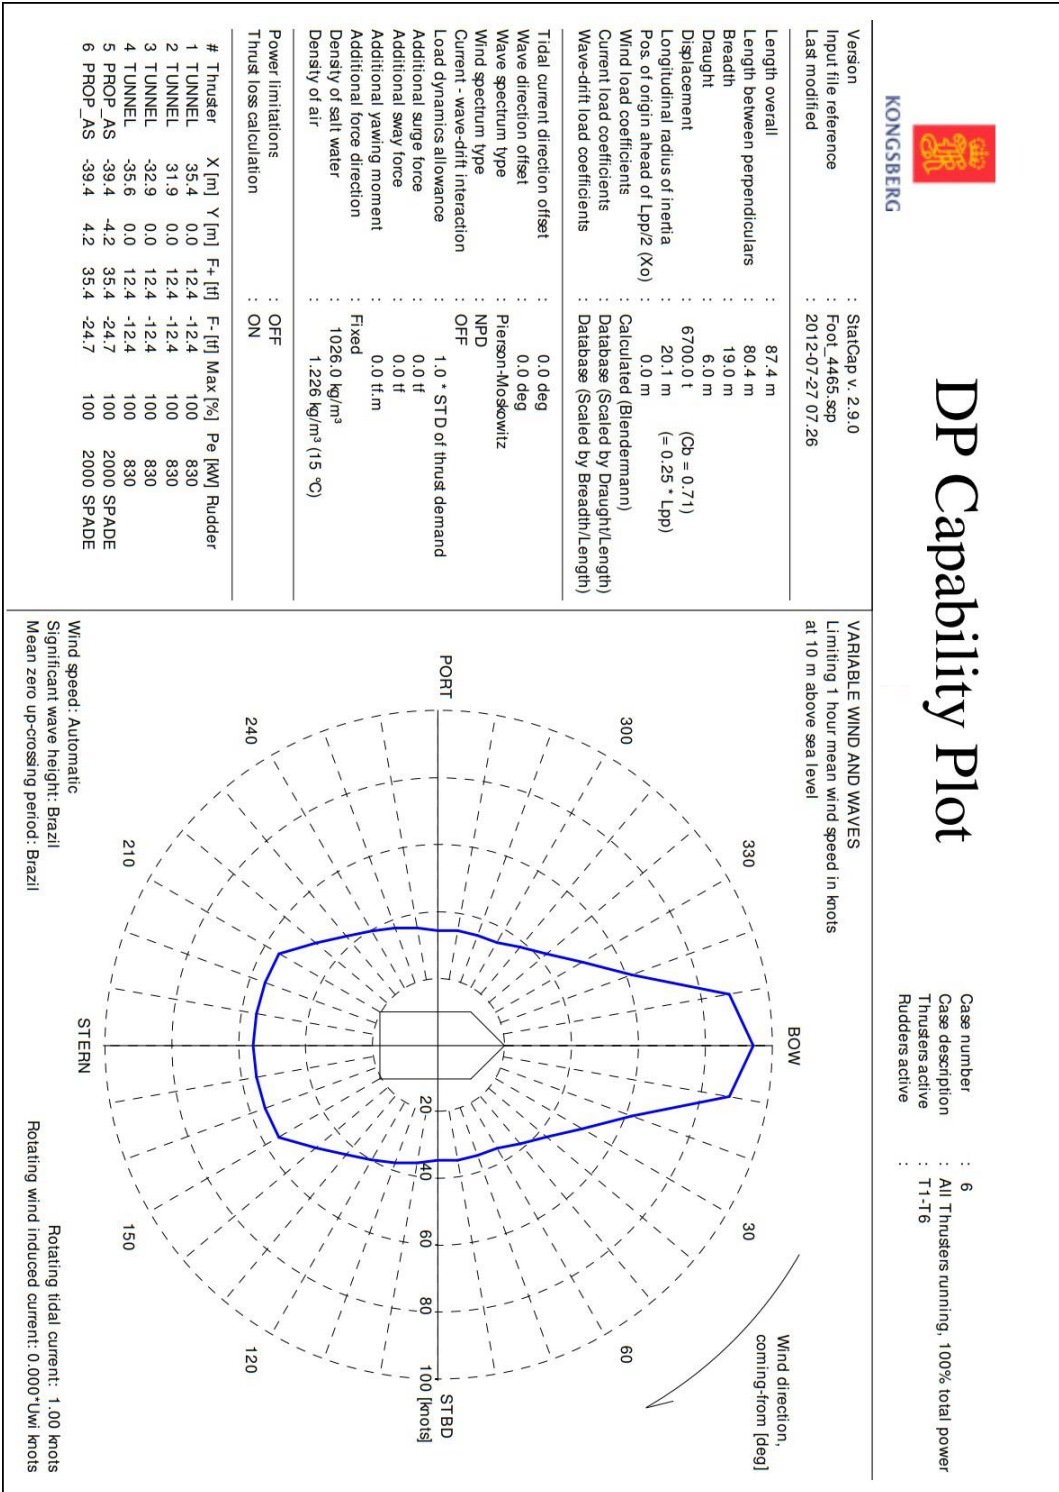 KONGSBERG
DP Capability Plot
Case number : 6
Case description : All Thrusters running, 100% total power
Thrusters active : T1-T6
Rudders active :
Version : StatCap v. 2.9.0
Input file reference : Foot_4465.scp
Last modified : 2012-07-27 07.26
Length overall : 87.4 m
Length between perpendiculars : 80.4 m
Breadth : 19.0 m
Draught : 6.0 m
Displacement : 6700.0 t (Cb = 0.71)
Longitudinal radius of inertia : 20.1 m (= 0.25 * Lpp)
Pos. of origin ahead of Lpp/2 (Xo) : 0.0 m
Wind load coefficients : Calculated (Blendermann)
Current load coefficients : Database (Scaled by Draught/Length)
Wave-drift load coefficients : Database (Scaled by Breadth/Length)
Tidal current direction offset : 0.0 deg
Wave direction offset : 0.0 deg
Wave spectrum type : Pierson-Moskowitz
Wind spectrum type : NPD
Current - wave-drift interaction : OFF
Load dynamics allowance : 1.0 * STD of thrust demand
Additional surge force : 0.0 tf
Additional sway force : 0.0 tf
Additional yawing moment : 0.0 tf.m
Additional force direction : Fixed
Density of salt water : 1026.0 kg/m³
Density of air : 1.226 kg/m³ (15 ºC)
Power limitations : OFF
Thrust loss calculation : ON
# Thruster X [m] Y [m] F+ [tf] F- [tf] Max [%] Pe [kW] Rudder
1 TUNNEL 35.4 0.0 12.4 -12.4 100 830
2 TUNNEL 31.9 0.0 12.4 -12.4 100 830
3 TUNNEL -32.9 0.0 12.4 -12.4 100 830
4 TUNNEL -35.6 0.0 12.4 -12.4 100 830
5 PROP_AS -39.4 -4.2 35.4 -24.7 100 2000 SPADE
6 PROP_AS -39.4 4.2 35.4 -24.7 100 2000 SPADE
VARIABLE WIND AND WAVES
Limiting 1 hour mean wind speed in knots
at 10 m above sea level
Wind direction,
coming-from [deg]
BOW
330
30
300
60
PORT
STBD
20
40
60
80
100 [knots]
240
120
210
150
STERN
Wind speed: Automatic
Significant wave height: Brazil
Mean zero up-crossing period: Brazil
Rotating tidal current: 1.00 knots
Rotating wind induced current: 0.000*Uwi knots